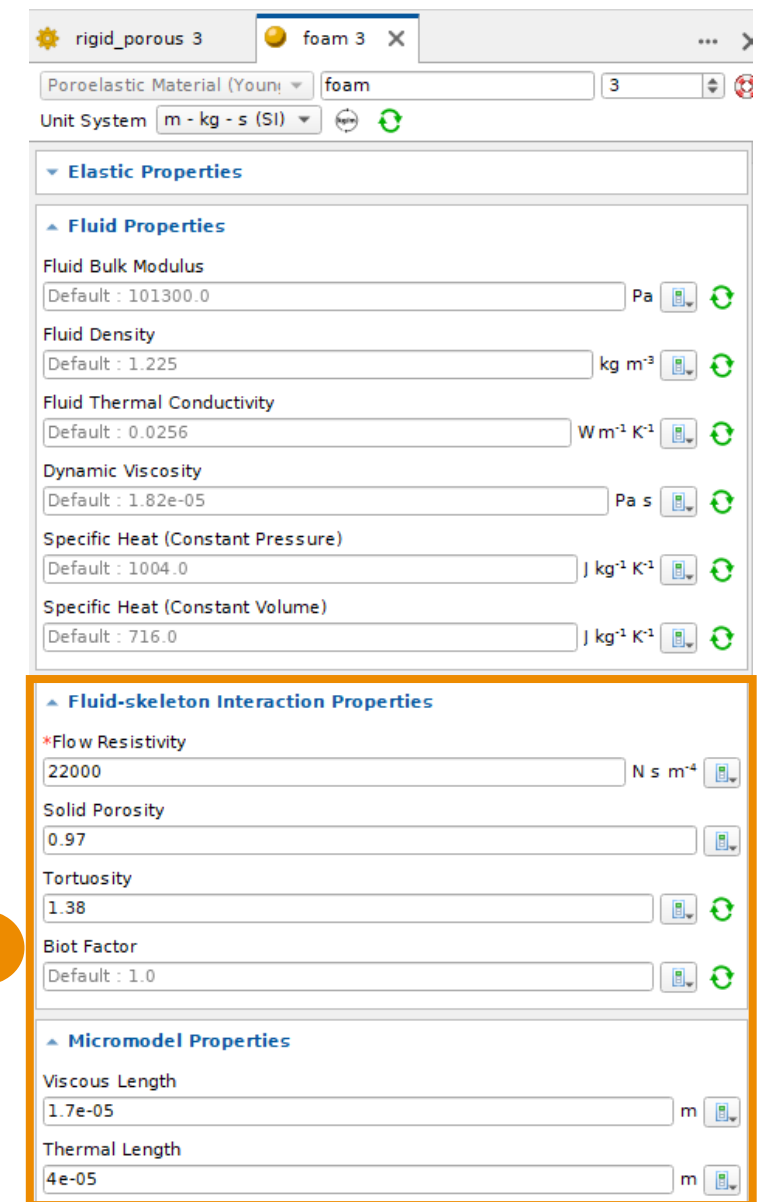 rigid_porous 3 foam 3
Poroelastic Material (Young foam 3
Unit System m - kg - s (SI)
Elastic Properties
Fluid Properties
Fluid Bulk Modulus
Default : 101300.0 Pa
Fluid Density
Default : 1.225 kg m⁻³
Fluid Thermal Conductivity
Default : 0.0256 W m⁻¹ K⁻¹
Dynamic Viscosity
Default : 1.82e-05 Pa s
Specific Heat (Constant Pressure)
Default : 1004.0 J kg⁻¹ K⁻¹
Specific Heat (Constant Volume)
Default : 716.0 J kg⁻¹ K⁻¹
Fluid-skeleton Interaction Properties
*Flow Resistivity
22000 N s m⁻⁴
Solid Porosity
0.97
Tortuosity
1.38
Biot Factor
Default : 1.0
Micromodel Properties
Viscous Length
1.7e-05 m
Thermal Length
4e-05 m